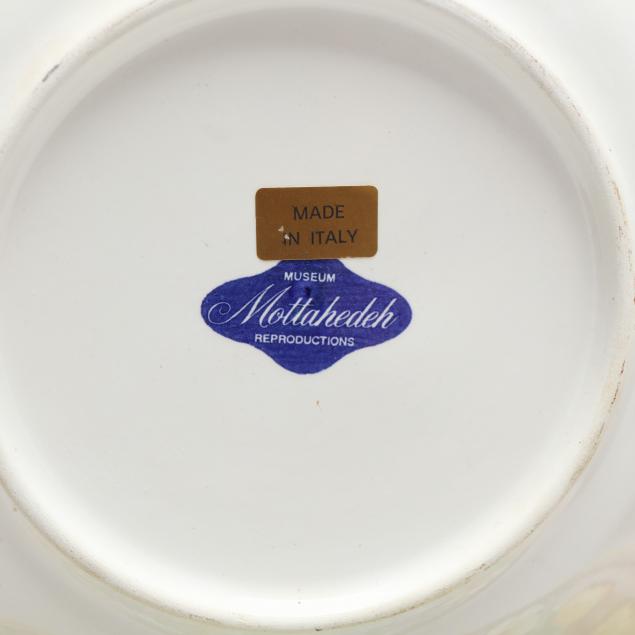 MADE
IN ITALY
MUSEUM
Mottahedeh
REPRODUCTIONS